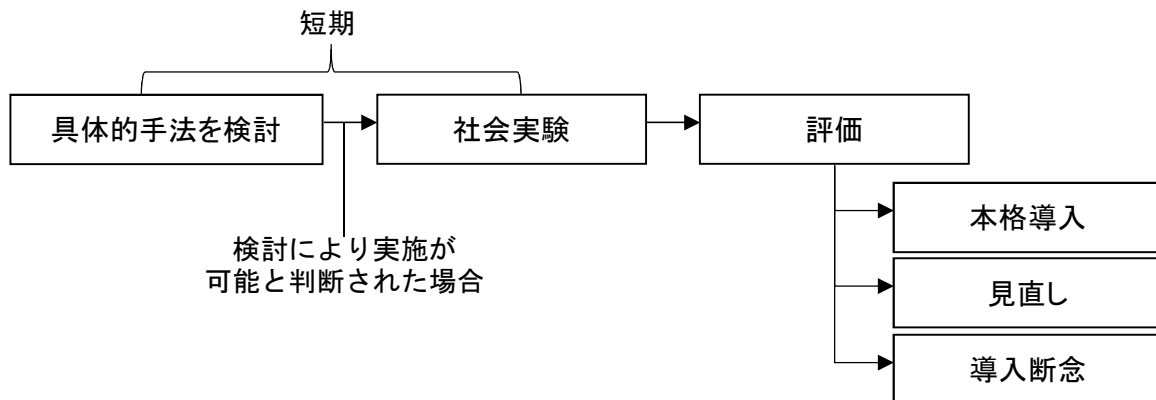 短期
具体的手法を検討
社会実験
評価
検討により実施が
可能と判断された場合
本格導入
見直し
導入断念